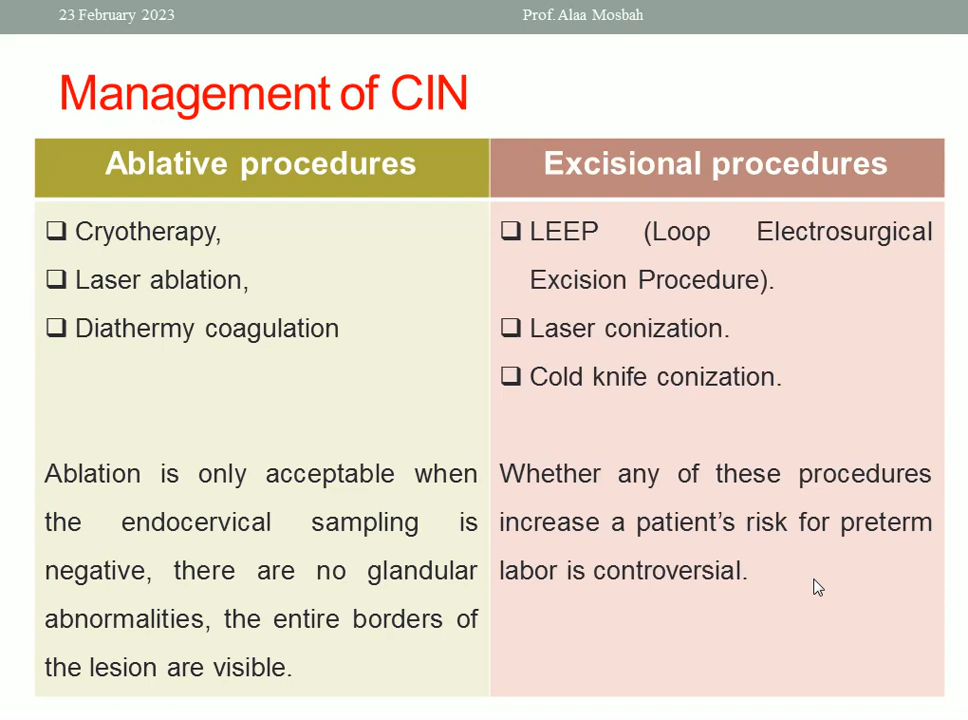 23 February 2023
Prof. Alaa Mosbah
Management of CIN
Ablative procedures
Excisional procedures
❑ Cryotherapy,
❑ Laser ablation,
❑ Diathermy coagulation
Ablation is only acceptable when
the endocervical sampling is
negative, there are no glandular
abnormalities, the entire borders of
the lesion are visible.
❑ LEEP (Loop Electrosurgical
Excision Procedure).
❑ Laser conization.
❑ Cold knife conization.
Whether any of these procedures
increase a patient’s risk for preterm
labor is controversial.